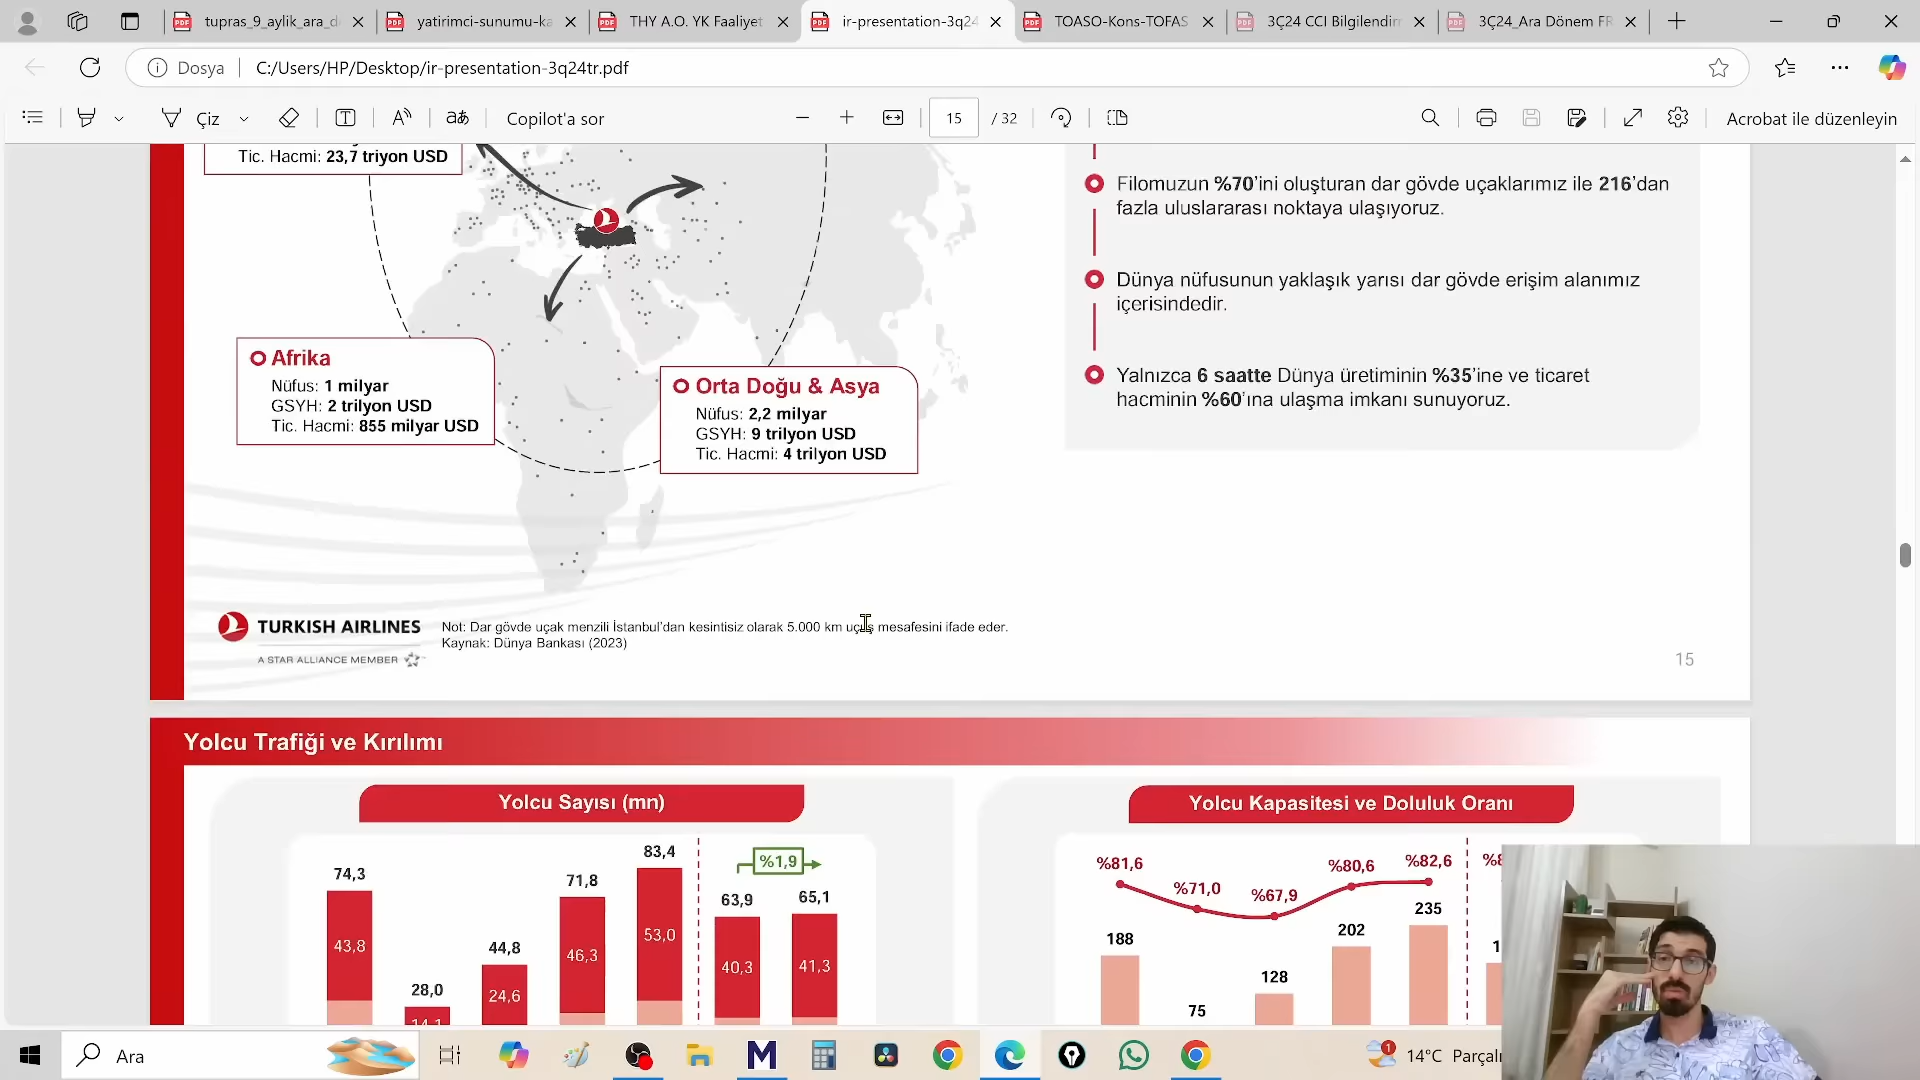 tupras_9_aylik_ara_d
yatirimci-sunumu-ka
THY A.O. YK Faaliyet
ir-presentation-3q24
TOASO-Kons-TOFAS
3Ç24 CCI Bilgilendir
3Ç24_Ara Dönem FR
Dosya
C:/Users/HP/Desktop/ir-presentation-3q24tr.pdf
Çiz
Copilot'a sor
15 / 32
Acrobat ile düzenleyin
Tic. Hacmi: 23,7 triyon USD
Afrika
Nüfus: 1 milyar
GSYH: 2 trilyon USD
Tic. Hacmi: 855 milyar USD
Orta Doğu & Asya
Nüfus: 2,2 milyar
GSYH: 9 trilyon USD
Tic. Hacmi: 4 trilyon USD
Filomuzun %70'ini oluşturan dar gövde uçaklarımız ile 216'dan
fazla uluslararası noktaya ulaşıyoruz.
Dünya nüfusunun yaklaşık yarısı dar gövde erişim alanımız
içerisindedir.
Yalnızca 6 saatte Dünya üretiminin %35'ine ve ticaret
hacminin %60'ına ulaşma imkanı sunuyoruz.
TURKISH AIRLINES
A STAR ALLIANCE MEMBER
Not: Dar gövde uçak menzili İstanbul'dan kesintisiz olarak 5.000 km uçuş mesafesini ifade eder.
Kaynak: Dünya Bankası (2023)
15
Yolcu Trafiği ve Kırılımı
Yolcu Sayısı (mn)
74,3
43,8
28,0
14,1
44,8
24,6
71,8
46,3
83,4
53,0
%1,9
63,9
40,3
65,1
41,3
Yolcu Kapasitesi ve Doluluk Oranı
%81,6
%71,0
%67,9
%80,6
%82,6
188
75
128
202
235
Ara
1
14°C Parçalı